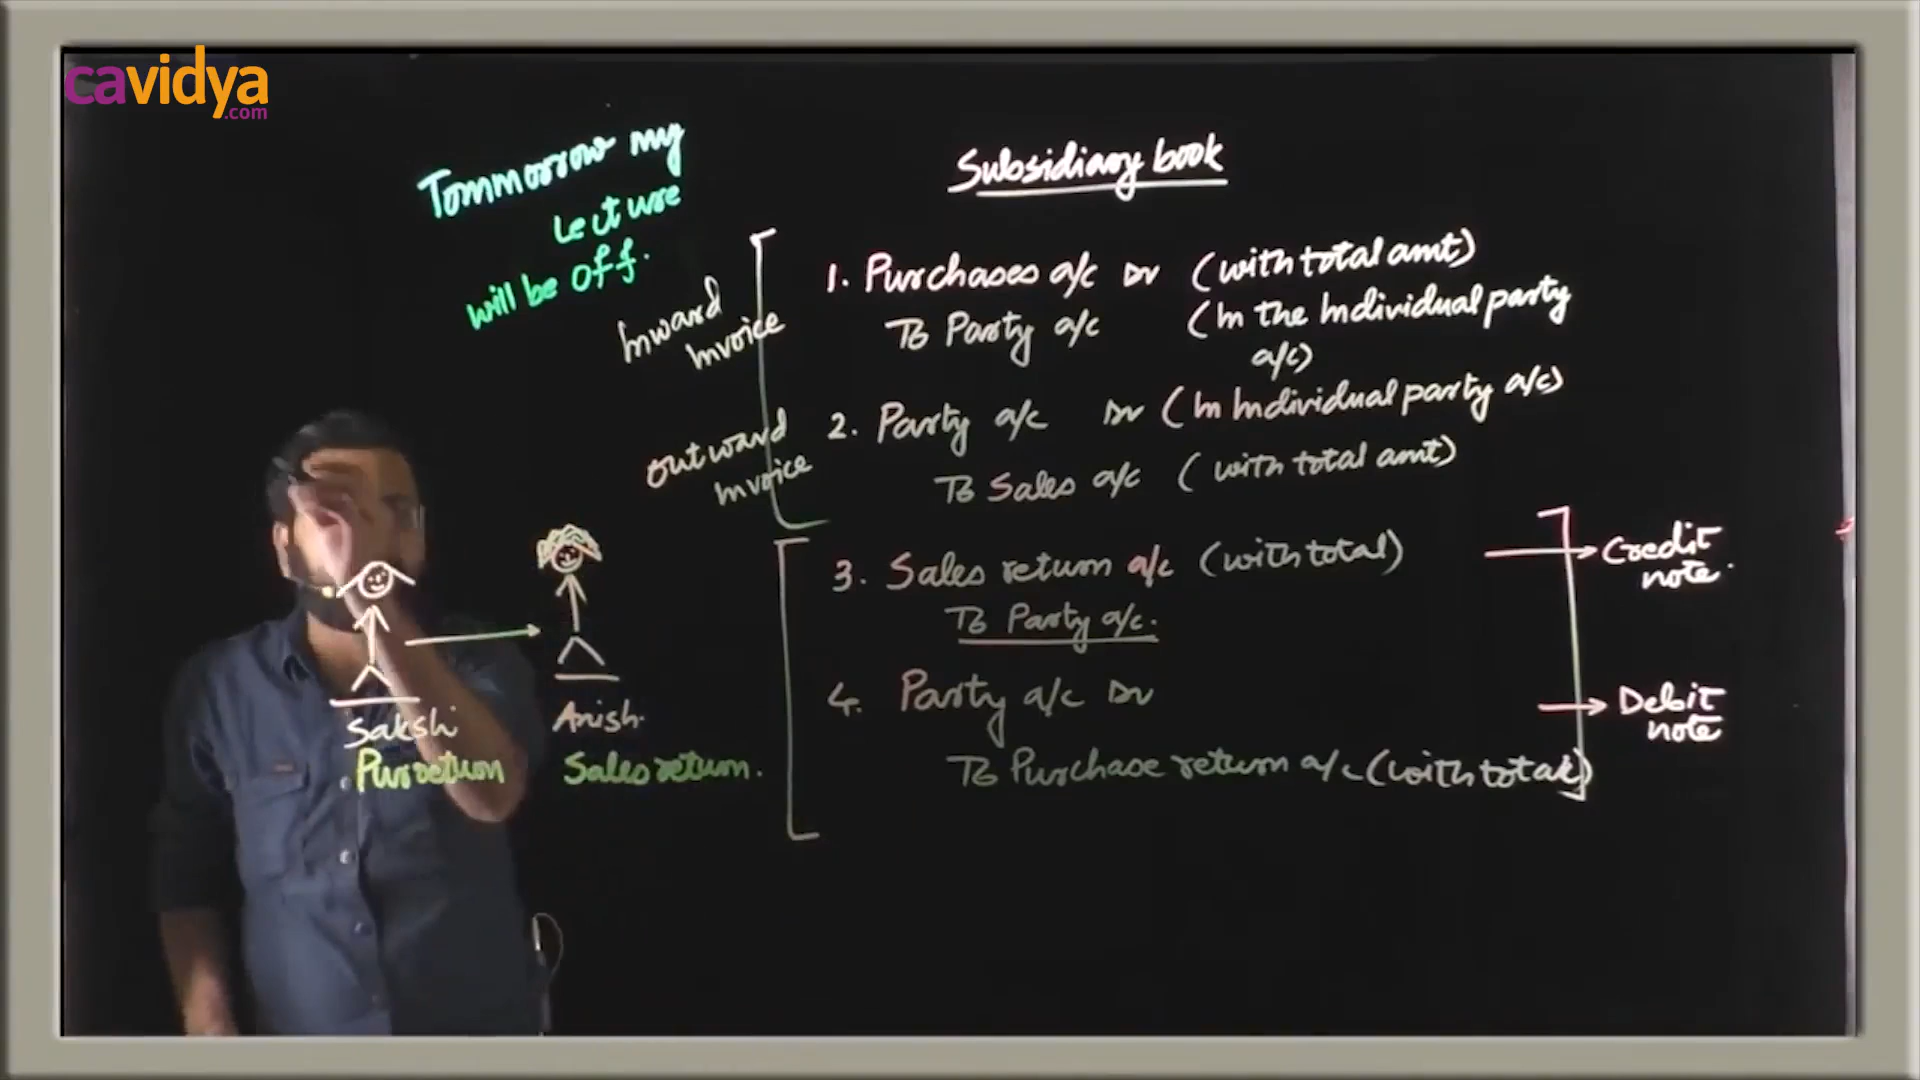 cavidya
.com
Tommorrow my
lecture
will be off.
Subsidiary book
Inward
Invoice
1. Purchases a/c Dr (with total amt)
To Party a/c (In the Individual party
a/c)
outward
Invoice
2. Party a/c Dr (In Individual party a/c)
To Sales a/c (with total amt)
3. Sales return a/c (with total)
To Party a/c.
Credit
note.
4. Party a/c Dr
To Purchase return a/c (with total)
Debit
note
Sakshi
Pur return
Anish.
Sales return.